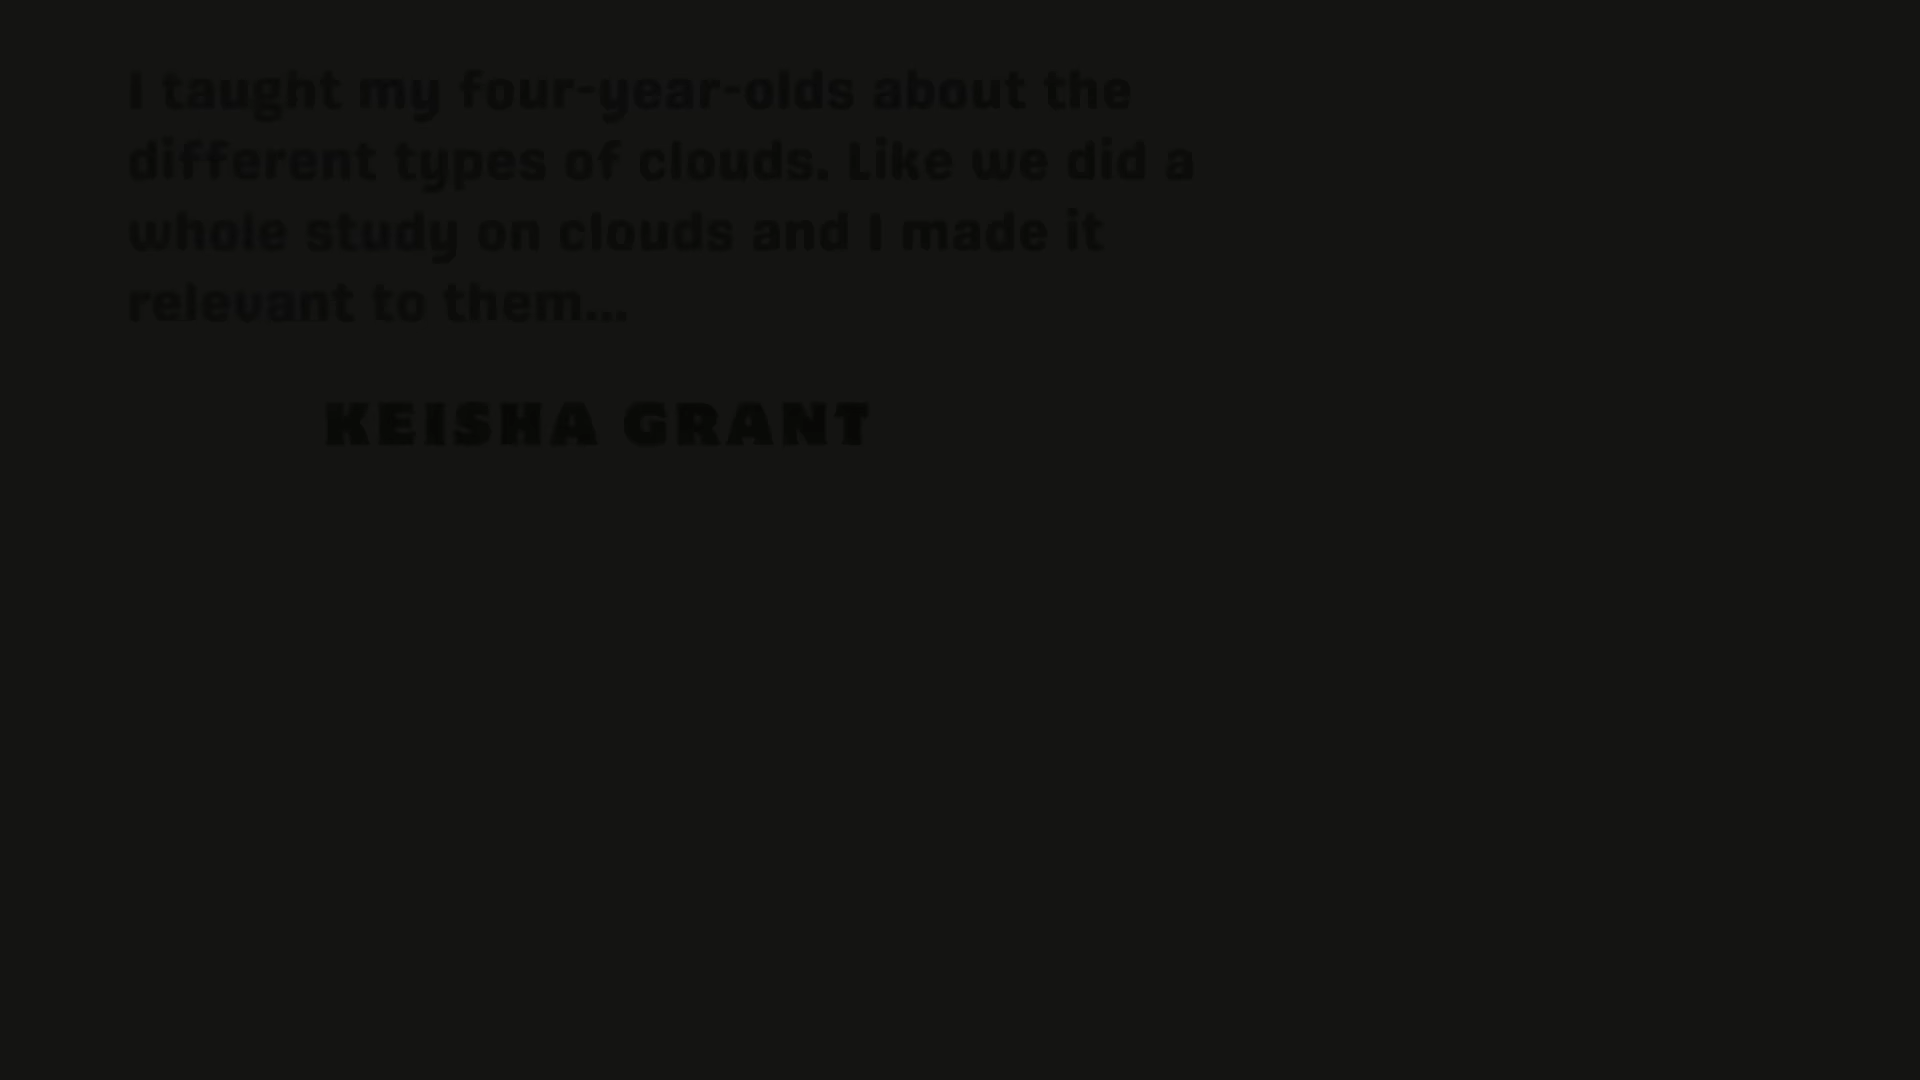 I taught my four-year-olds about the
different types of clouds. Like we did a
whole study on clouds and I made it
relevant to them...
KEISHA GRANT